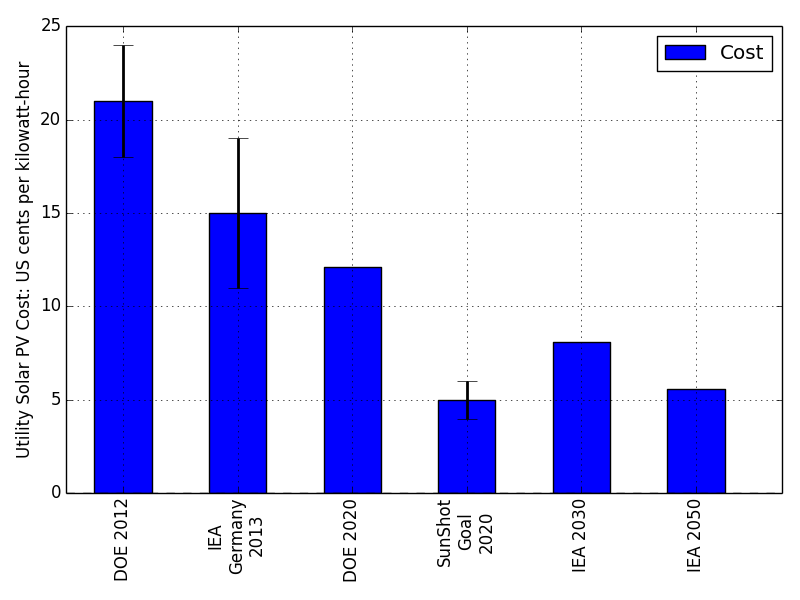 Utility Solar PV Cost: US cents per kilowatt-hour
25
20
15
10
5
0
Cost
DOE 2012
IEA
Germany
2013
DOE 2020
SunShot
Goal
2020
IEA 2030
IEA 2050